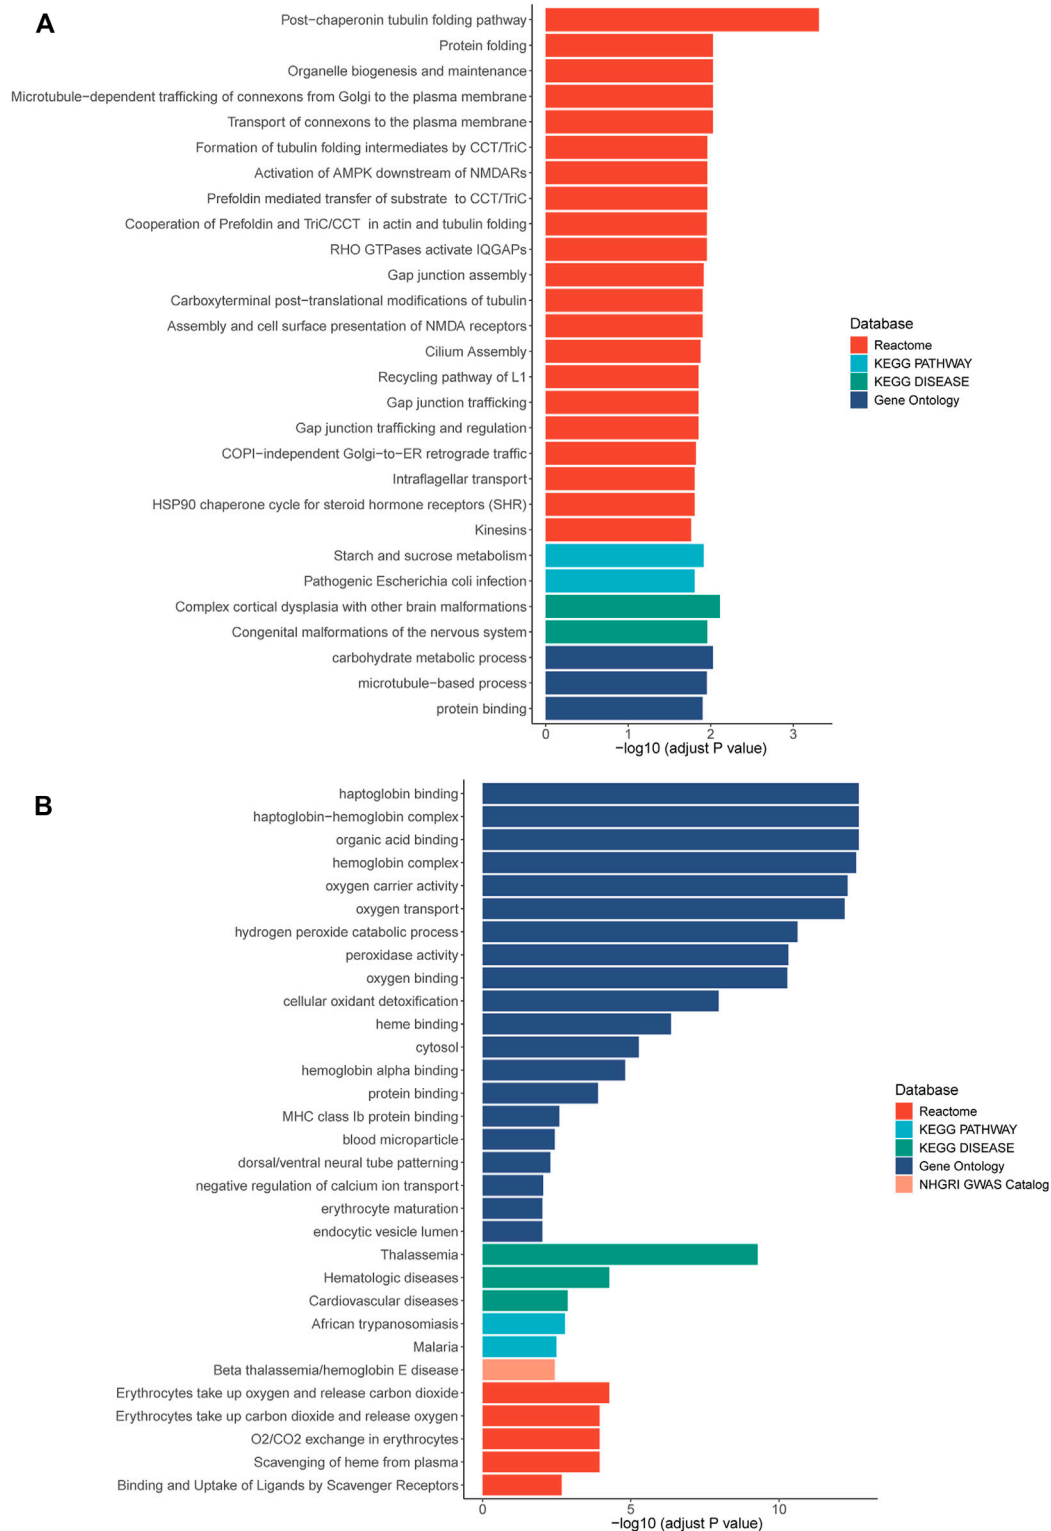 A
Post−chaperonin tubulin folding pathway
Protein folding
Organelle biogenesis and maintenance
Microtubule−dependent trafficking of connexons from Golgi to the plasma membrane
Transport of connexons to the plasma membrane
Formation of tubulin folding intermediates by CCT/TriC
Activation of AMPK downstream of NMDARs
Prefoldin mediated transfer of substrate  to CCT/TriC
Cooperation of Prefoldin and TriC/CCT  in actin and tubulin folding
RHO GTPases activate IQGAPs
Gap junction assembly
Carboxyterminal post−translational modifications of tubulin
Assembly and cell surface presentation of NMDA receptors
Cilium Assembly
Recycling pathway of L1
Gap junction trafficking
Gap junction trafficking and regulation
COPI−independent Golgi−to−ER retrograde traffic
Intraflagellar transport
HSP90 chaperone cycle for steroid hormone receptors (SHR)
Kinesins
Starch and sucrose metabolism
Pathogenic Escherichia coli infection
Complex cortical dysplasia with other brain malformations
Congenital malformations of the nervous system
carbohydrate metabolic process
microtubule−based process
protein binding
0 1 2 3
−log10 (adjust P value)
Database
Reactome
KEGG PATHWAY
KEGG DISEASE
Gene Ontology
B
haptoglobin binding
haptoglobin−hemoglobin complex
organic acid binding
hemoglobin complex
oxygen carrier activity
oxygen transport
hydrogen peroxide catabolic process
peroxidase activity
oxygen binding
cellular oxidant detoxification
heme binding
cytosol
hemoglobin alpha binding
protein binding
MHC class Ib protein binding
blood microparticle
dorsal/ventral neural tube patterning
negative regulation of calcium ion transport
erythrocyte maturation
endocytic vesicle lumen
Thalassemia
Hematologic diseases
Cardiovascular diseases
African trypanosomiasis
Malaria
Beta thalassemia/hemoglobin E disease
Erythrocytes take up oxygen and release carbon dioxide
Erythrocytes take up carbon dioxide and release oxygen
O2/CO2 exchange in erythrocytes
Scavenging of heme from plasma
Binding and Uptake of Ligands by Scavenger Receptors
0 5 10
−log10 (adjust P value)
Database
Reactome
KEGG PATHWAY
KEGG DISEASE
Gene Ontology
NHGRI GWAS Catalog